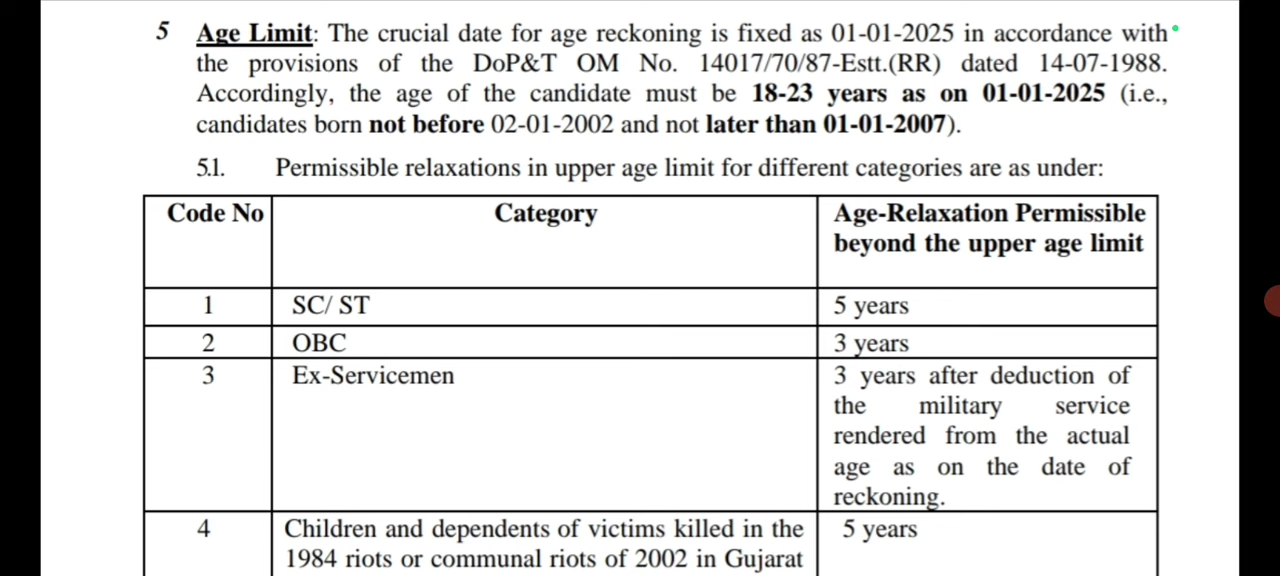 5 Age Limit: The crucial date for age reckoning is fixed as 01-01-2025 in accordance with
the provisions of the DoP&T OM No. 14017/70/87-Estt.(RR) dated 14-07-1988.
Accordingly, the age of the candidate must be 18-23 years as on 01-01-2025 (i.e.,
candidates born not before 02-01-2002 and not later than 01-01-2007).
5.1. Permissible relaxations in upper age limit for different categories are as under:
Code No Category Age-Relaxation Permissible
beyond the upper age limit
1 SC/ ST 5 years
2 OBC 3 years
3 Ex-Servicemen 3 years after deduction of
the military service
rendered from the actual
age as on the date of
reckoning.
4 Children and dependents of victims killed in the 5 years
1984 riots or communal riots of 2002 in Gujarat